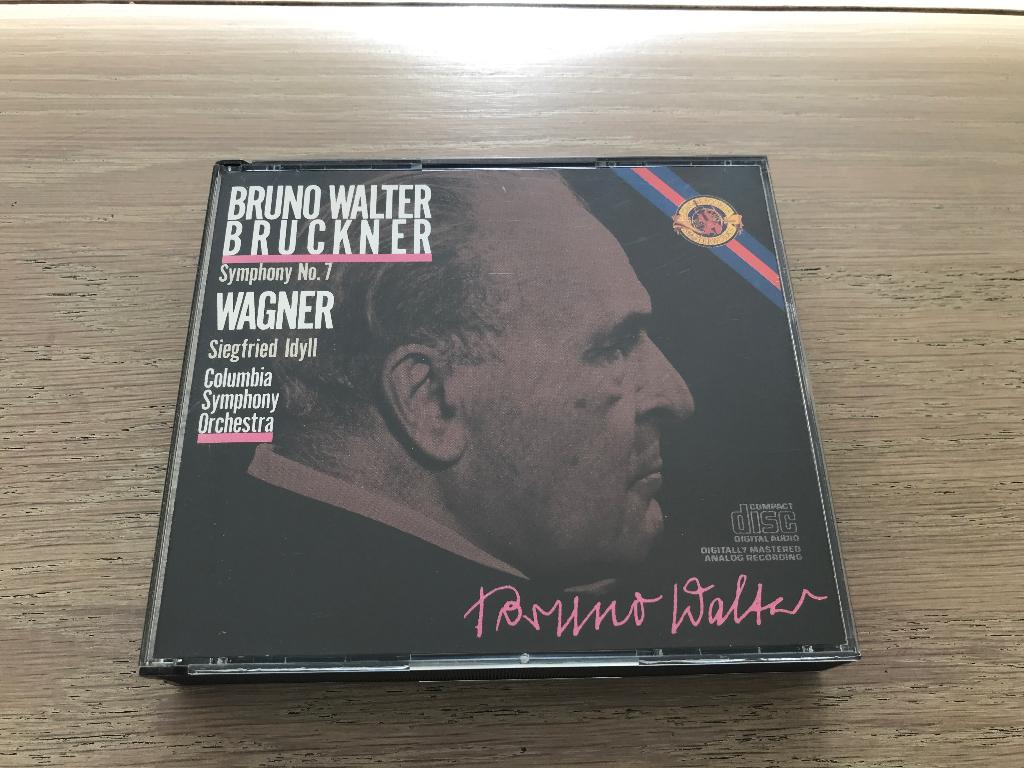 BRUNO WALTER
BRUCKNER
Symphony No. 7
WAGNER
Siegfried Idyll
Columbia
Symphony
Orchestra
COMPACT
disc
DIGITAL AUDIO
DIGITALLY MASTERED
ANALOG RECORDING
Bruno Walter